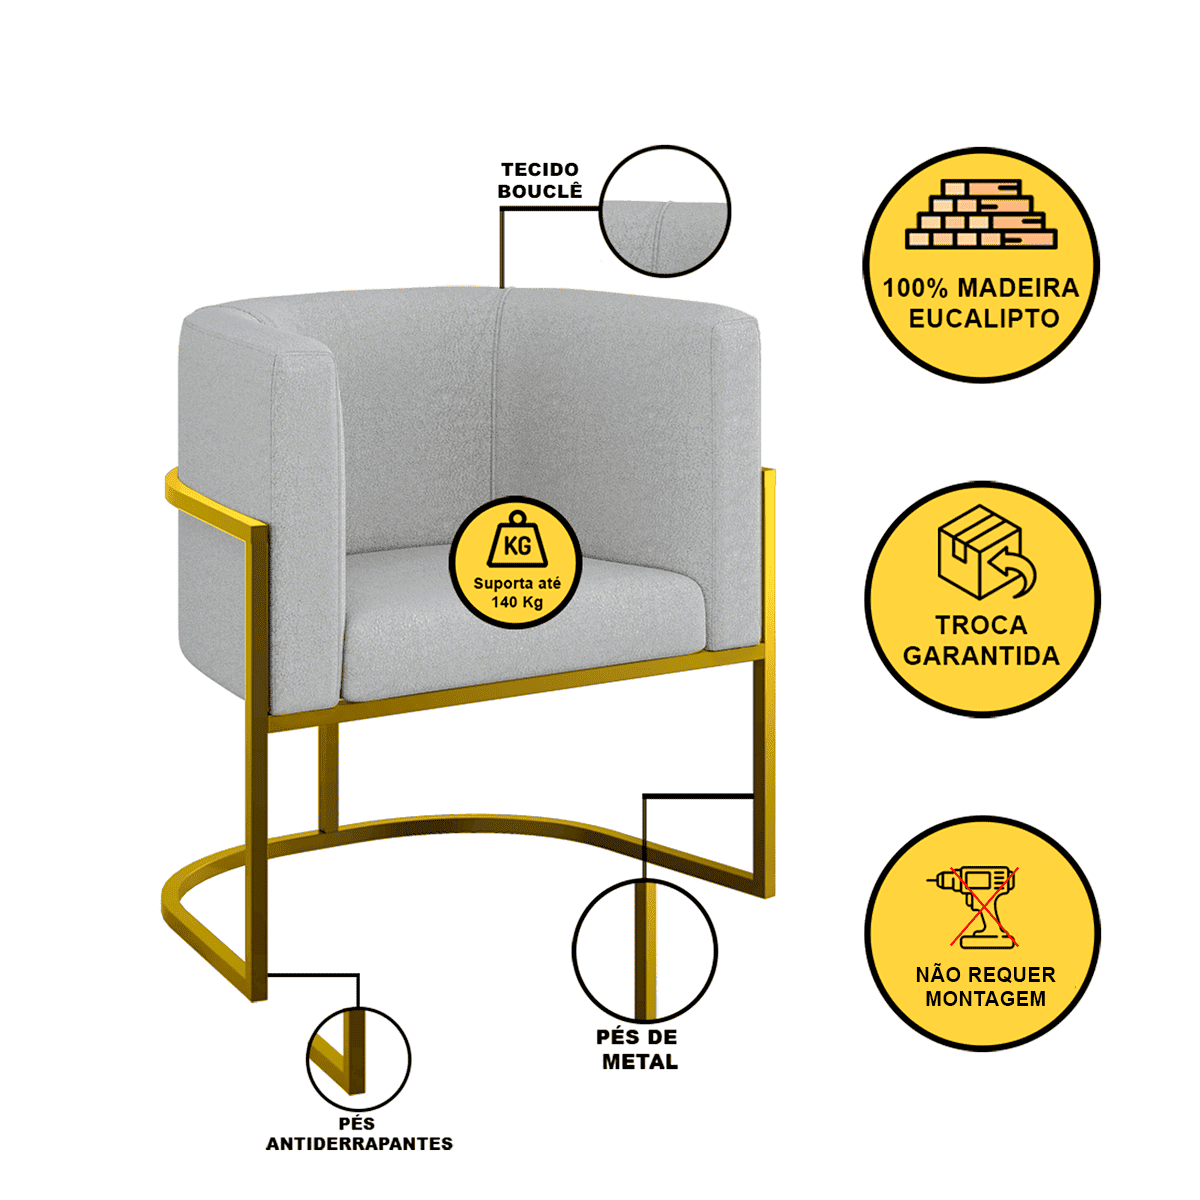 TECIDO
BOUCLÊ
100% MADEIRA
EUCALIPTO
KG
Suporta até
140 Kg
TROCA
GARANTIDA
NÃO REQUER
MONTAGEM
PÉS DE
METAL
PÉS
ANTIDERRAPANTES